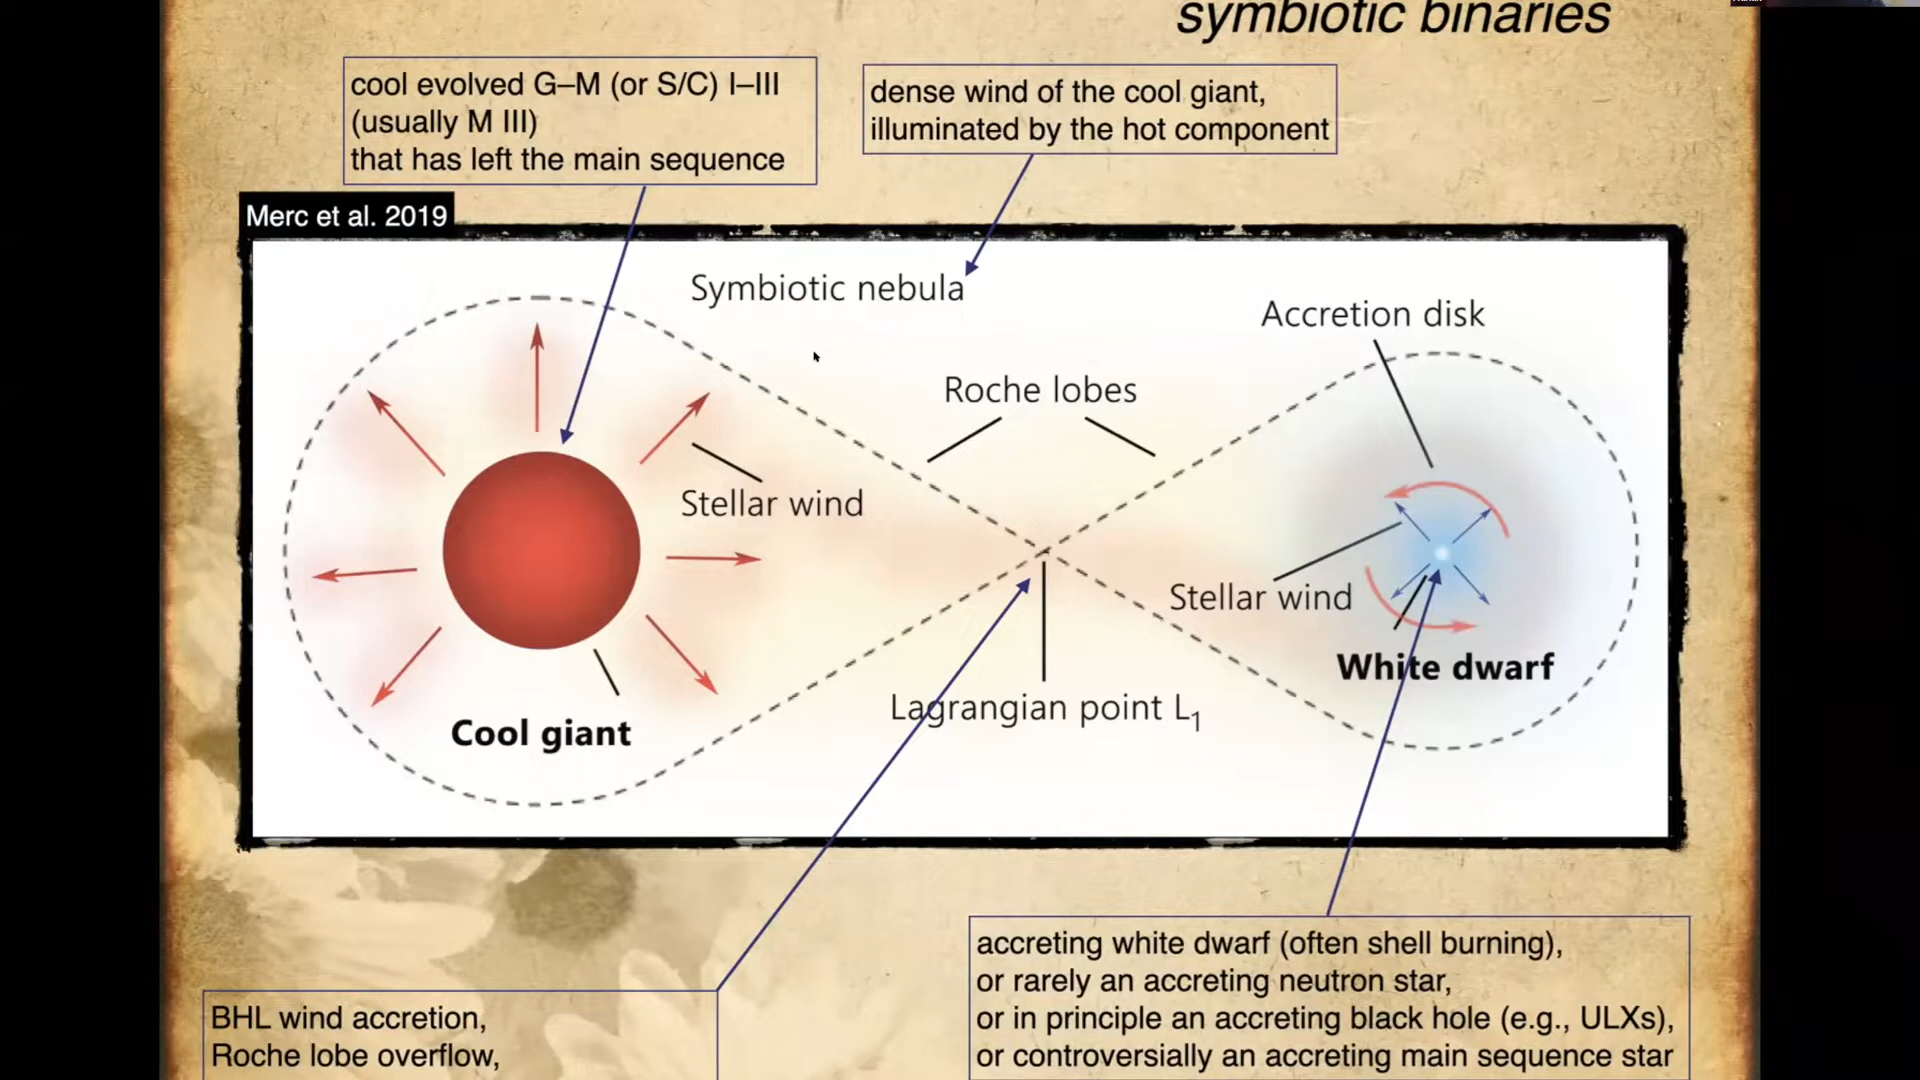 symbiotic binaries
cool evolved G–M (or S/C) I–III
(usually M III)
that has left the main sequence
dense wind of the cool giant,
illuminated by the hot component
Merc et al. 2019
Symbiotic nebula
Accretion disk
Roche lobes
Stellar wind
Stellar wind
White dwarf
Lagrangian point L1
Cool giant
accreting white dwarf (often shell burning),
or rarely an accreting neutron star,
or in principle an accreting black hole (e.g., ULXs),
or controversially an accreting main sequence star
BHL wind accretion,
Roche lobe overflow,